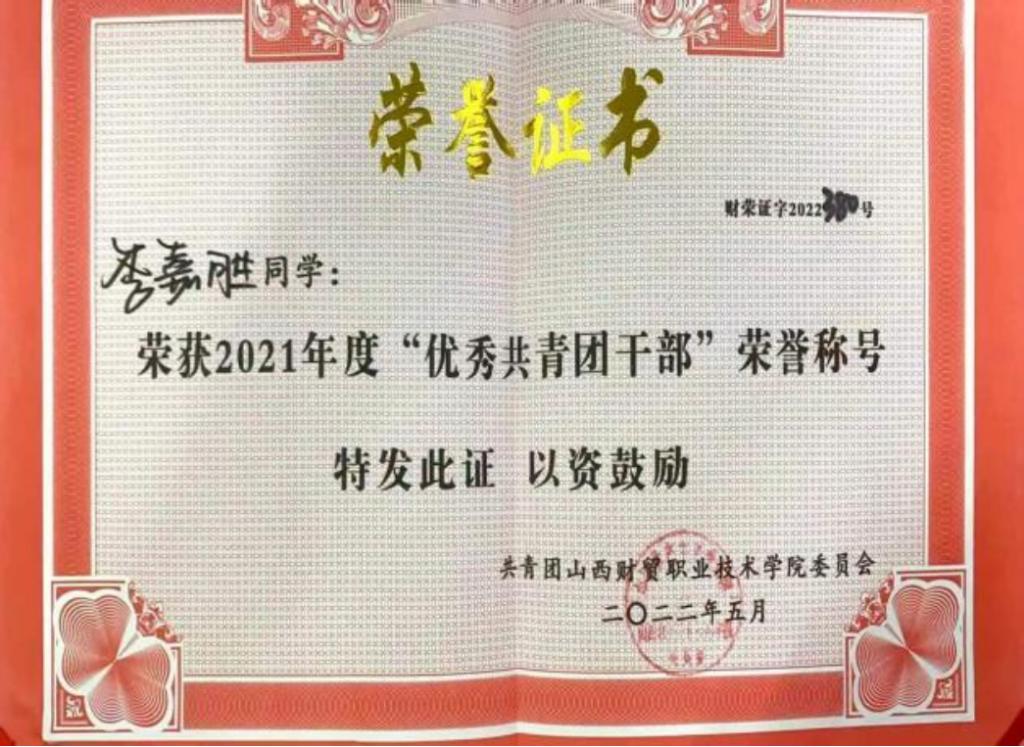 荣誉证书
财荣证字2022号
李嘉胜同学：
荣获2021年度“优秀共青团干部”荣誉称号
特发此证 以资鼓励
共青团山西财贸职业技术学院委员会
二〇二二年五月